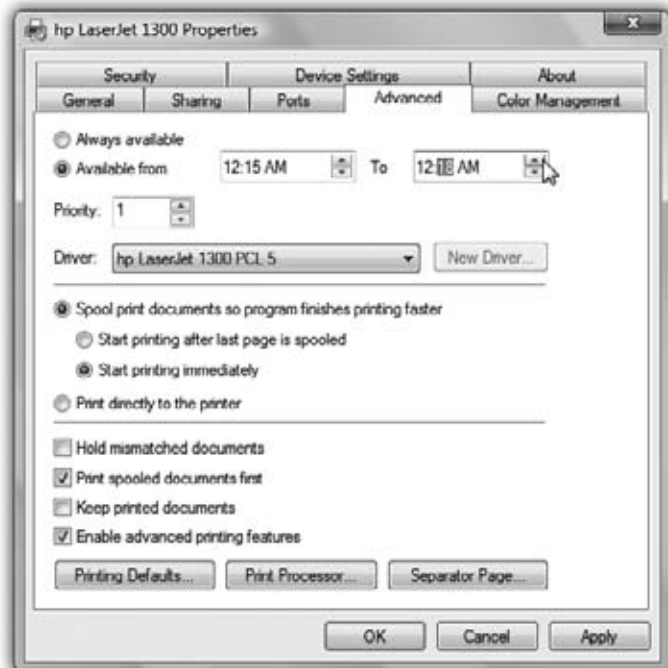 hp LaserJet 1300 Properties
Security Device Settings About
General Sharing Ports Advanced Color Management
Always available
Available from 12:15 AM To 12: AM
Priority: 1
Driver: hp LaserJet 1300 PCL 5 New Driver...
Spool print documents so program finishes printing faster
Start printing after last page is spooled
Start printing immediately
Print directly to the printer
Hold mismatched documents
Print spooled documents first
Keep printed documents
Enable advanced printing features
Printing Defaults... Print Processor... Separator Page...
OK Cancel Apply